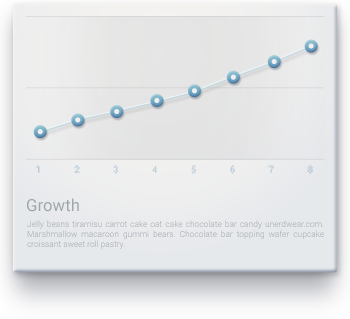 1 2 3 4 5 6 7 8
Growth
Jelly beans tiramisu carrot cake oat cake chocolate bar candy unerdwear.com.
Marshmallow macaroon gummi bears. Chocolate bar topping wafer cupcake
croissant sweet roll pastry.